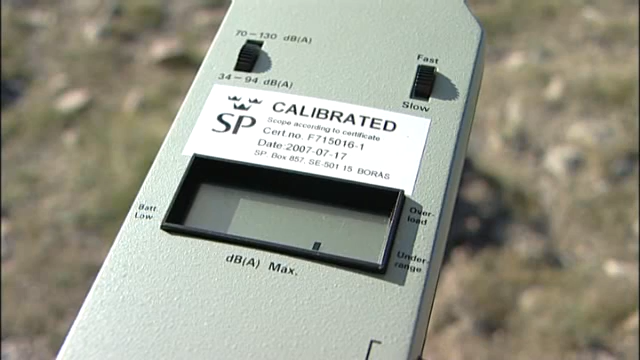 70-130 dB(A)
34-94 dB(A)
Fast
Slow
SP
CALIBRATED
Scope according to certificate
Cert no. F715016-1
Date:2007-07-17
SP. Box 857. SE-501 15 BORÅS
Batt.
Low
Over-
load
Under-
range
dB(A) Max.